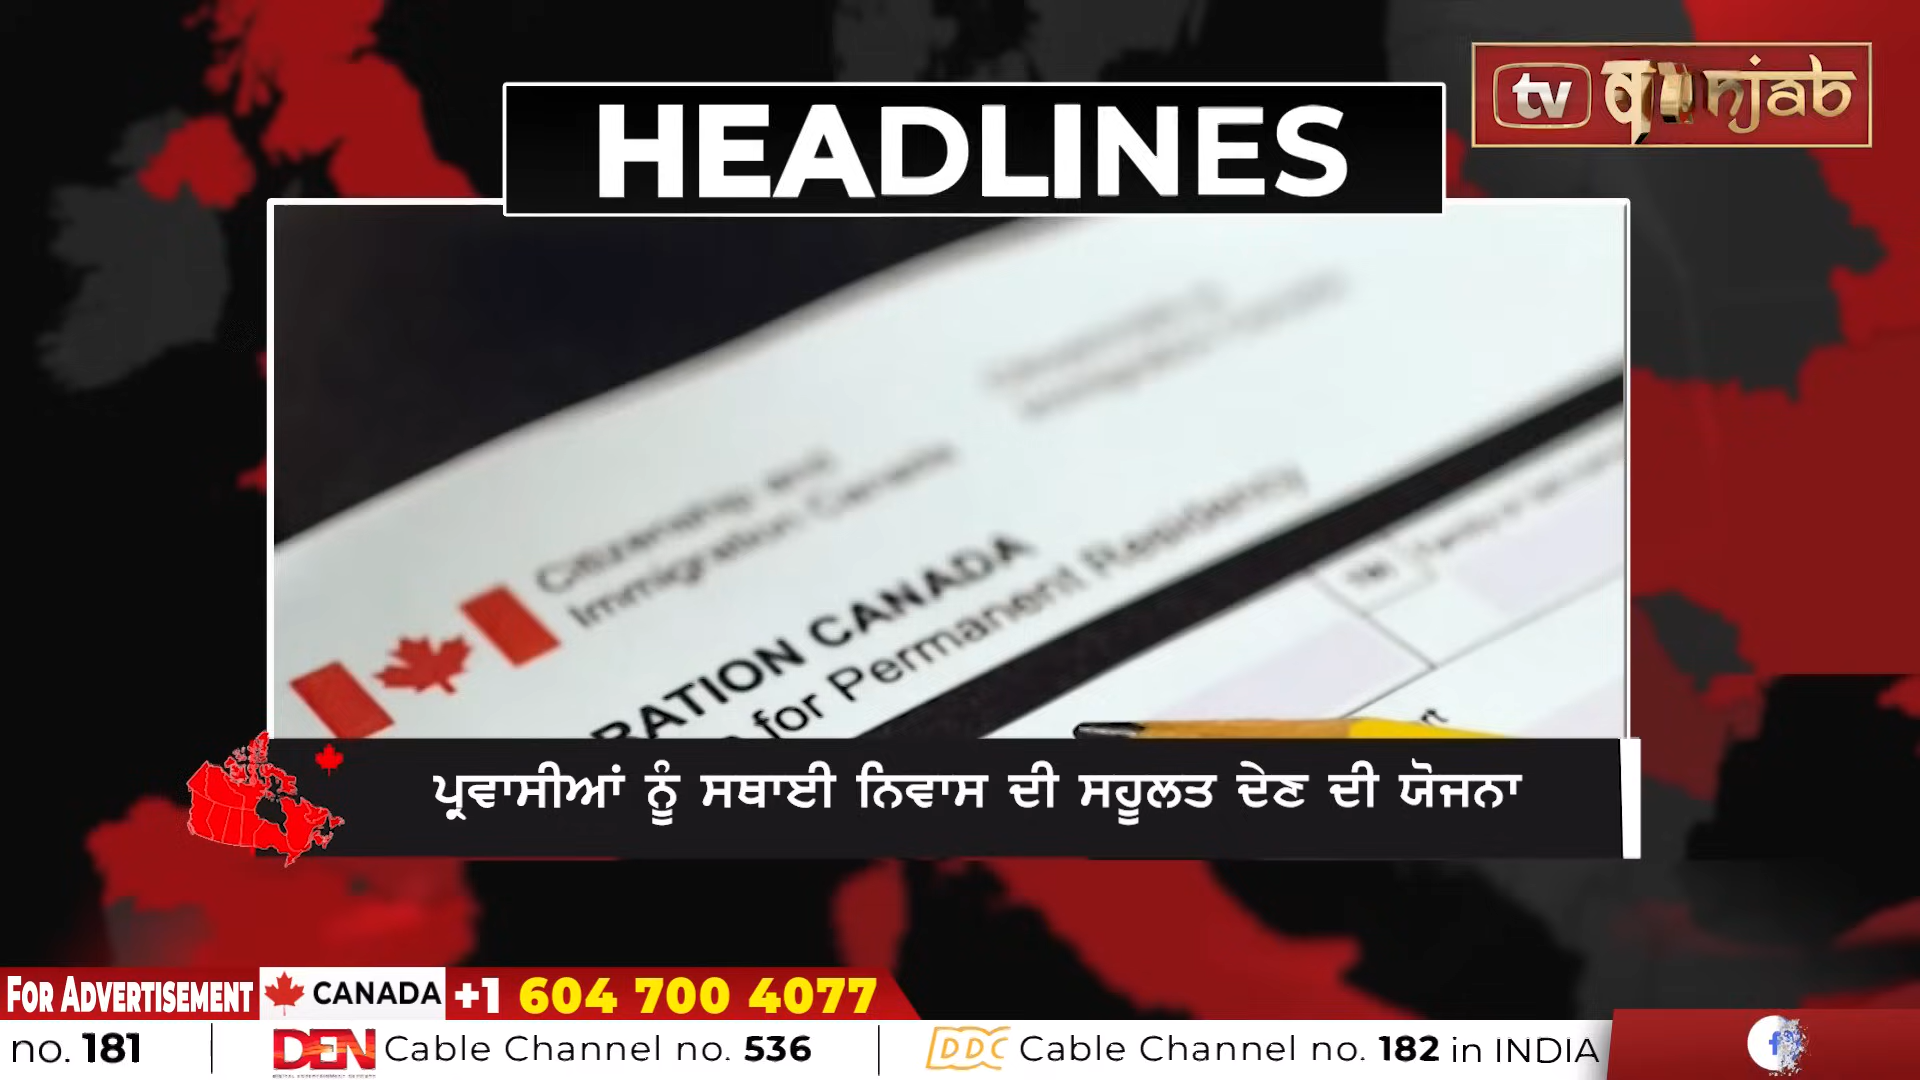 HEADLINES
tv Punjab
Citizenship and
Immigration Canada
RATION CANADA
for Permanent Residency
ਪ੍ਰਵਾਸੀਆਂ ਨੂੰ ਸਥਾਈ ਨਿਵਾਸ ਦੀ ਸਹੂਲਤ ਦੇਣ ਦੀ ਯੋਜਨਾ
FOR ADVERTISEMENT CANADA +1 604 700 4077
no. 181 DEN Cable Channel no. 536 DDC Cable Channel no. 182 in INDIA